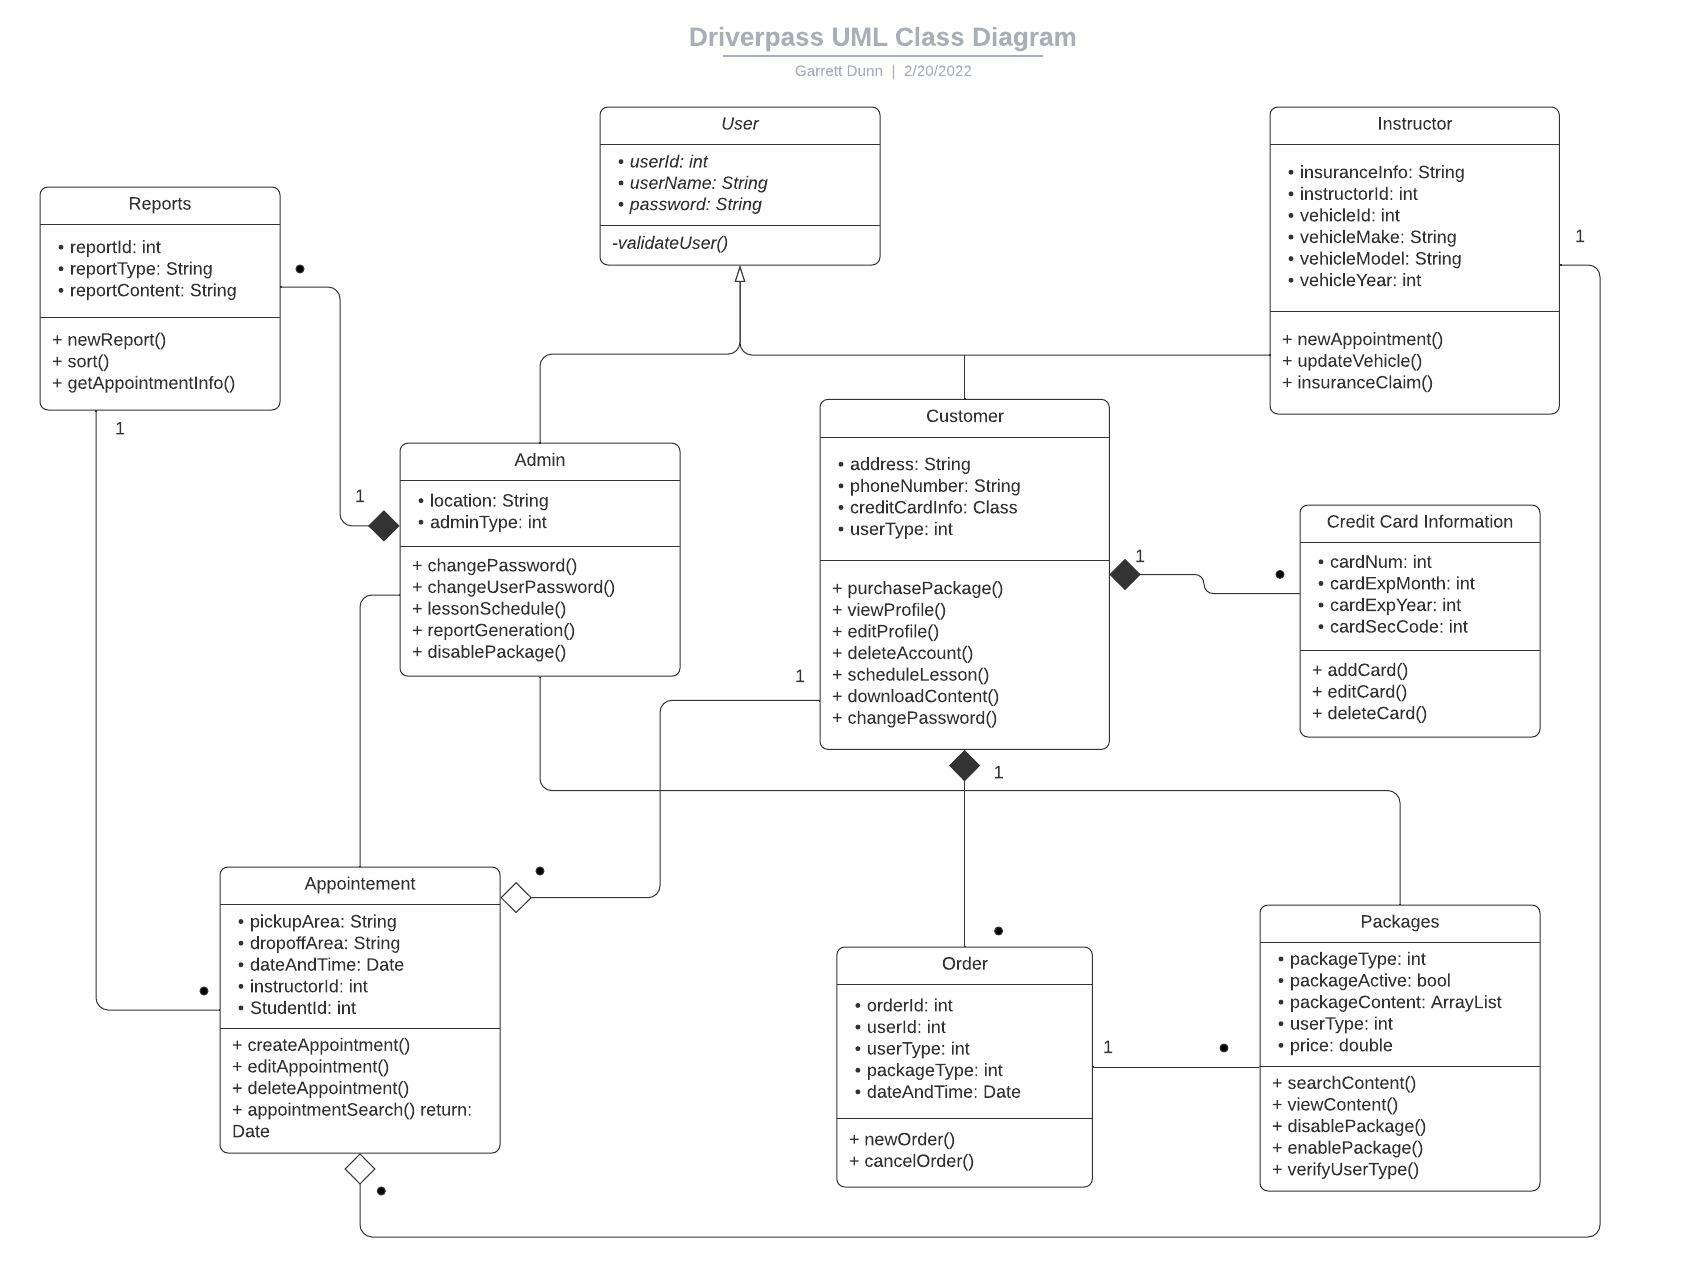 Driverpass UML Class Diagram
Garrett Dunn | 2/20/2022
User
• userId: int
• userName: String
• password: String
-validateUser()
Instructor
• insuranceInfo: String
• instructorId: int
• vehicleId: int
• vehicleMake: String
• vehicleModel: String
• vehicleYear: int
+ newAppointment()
+ updateVehicle()
+ insuranceClaim()
1
Reports
• reportId: int
• reportType: String
• reportContent: String
+ newReport()
+ sort()
+ getAppointmentInfo()
1
1
Admin
• location: String
• adminType: int
+ changePassword()
+ changeUserPassword()
+ lessonSchedule()
+ reportGeneration()
+ disablePackage()
Customer
• address: String
• phoneNumber: String
• creditCardInfo: Class
• userType: int
+ purchasePackage()
+ viewProfile()
+ editProfile()
+ deleteAccount()
+ scheduleLesson()
+ downloadContent()
+ changePassword()
1
1
1
Credit Card Information
• cardNum: int
• cardExpMonth: int
• cardExpYear: int
• cardSecCode: int
+ addCard()
+ editCard()
+ deleteCard()
Appointement
• pickupArea: String
• dropoffArea: String
• dateAndTime: Date
• instructorId: int
• StudentId: int
+ createAppointment()
+ editAppointment()
+ deleteAppointment()
+ appointmentSearch() return:
Date
Order
• orderId: int
• userId: int
• userType: int
• packageType: int
• dateAndTime: Date
+ newOrder()
+ cancelOrder()
1
Packages
• packageType: int
• packageActive: bool
• packageContent: ArrayList
• userType: int
• price: double
+ searchContent()
+ viewContent()
+ disablePackage()
+ enablePackage()
+ verifyUserType()